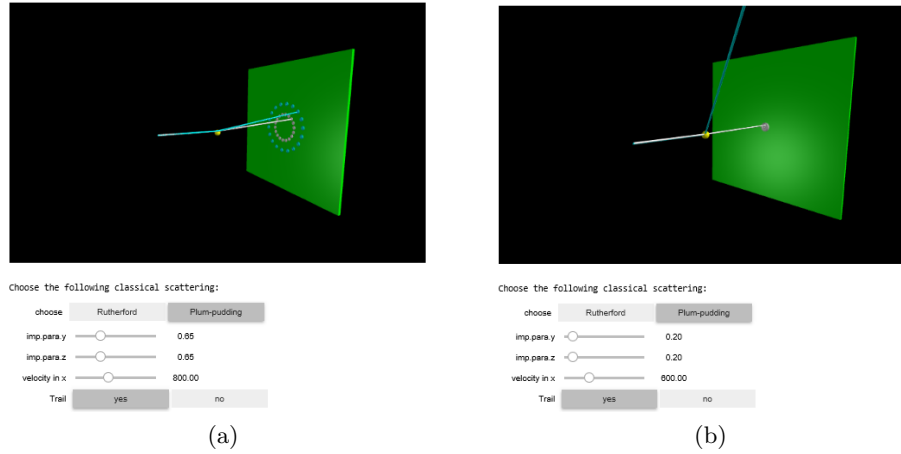 Choose the following classical scattering:
choose Rutherford Plum-pudding
imp.para.y 0.65
imp.para.z 0.65
velocity in x 800.00
Trail yes no
(a)
Choose the following classical scattering:
choose Rutherford Plum-pudding
imp.para.y 0.20
imp.para.z 0.20
velocity in x 600.00
Trail yes no
(b)